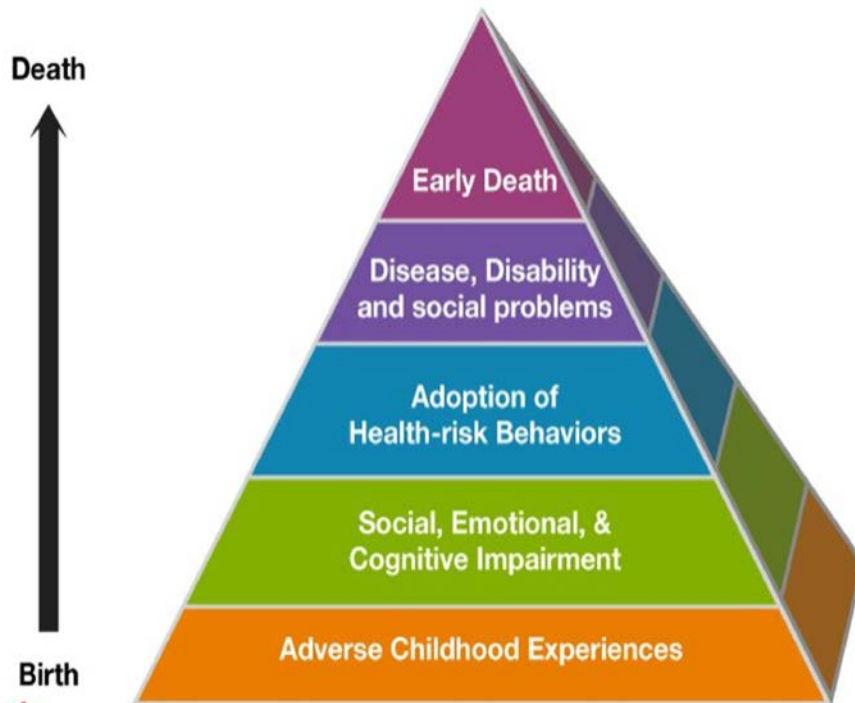 Death
Early Death
Disease, Disability
and social problems
Adoption of
Health-risk Behaviors
Social, Emotional, &
Cognitive Impairment
Adverse Childhood Experiences
Birth